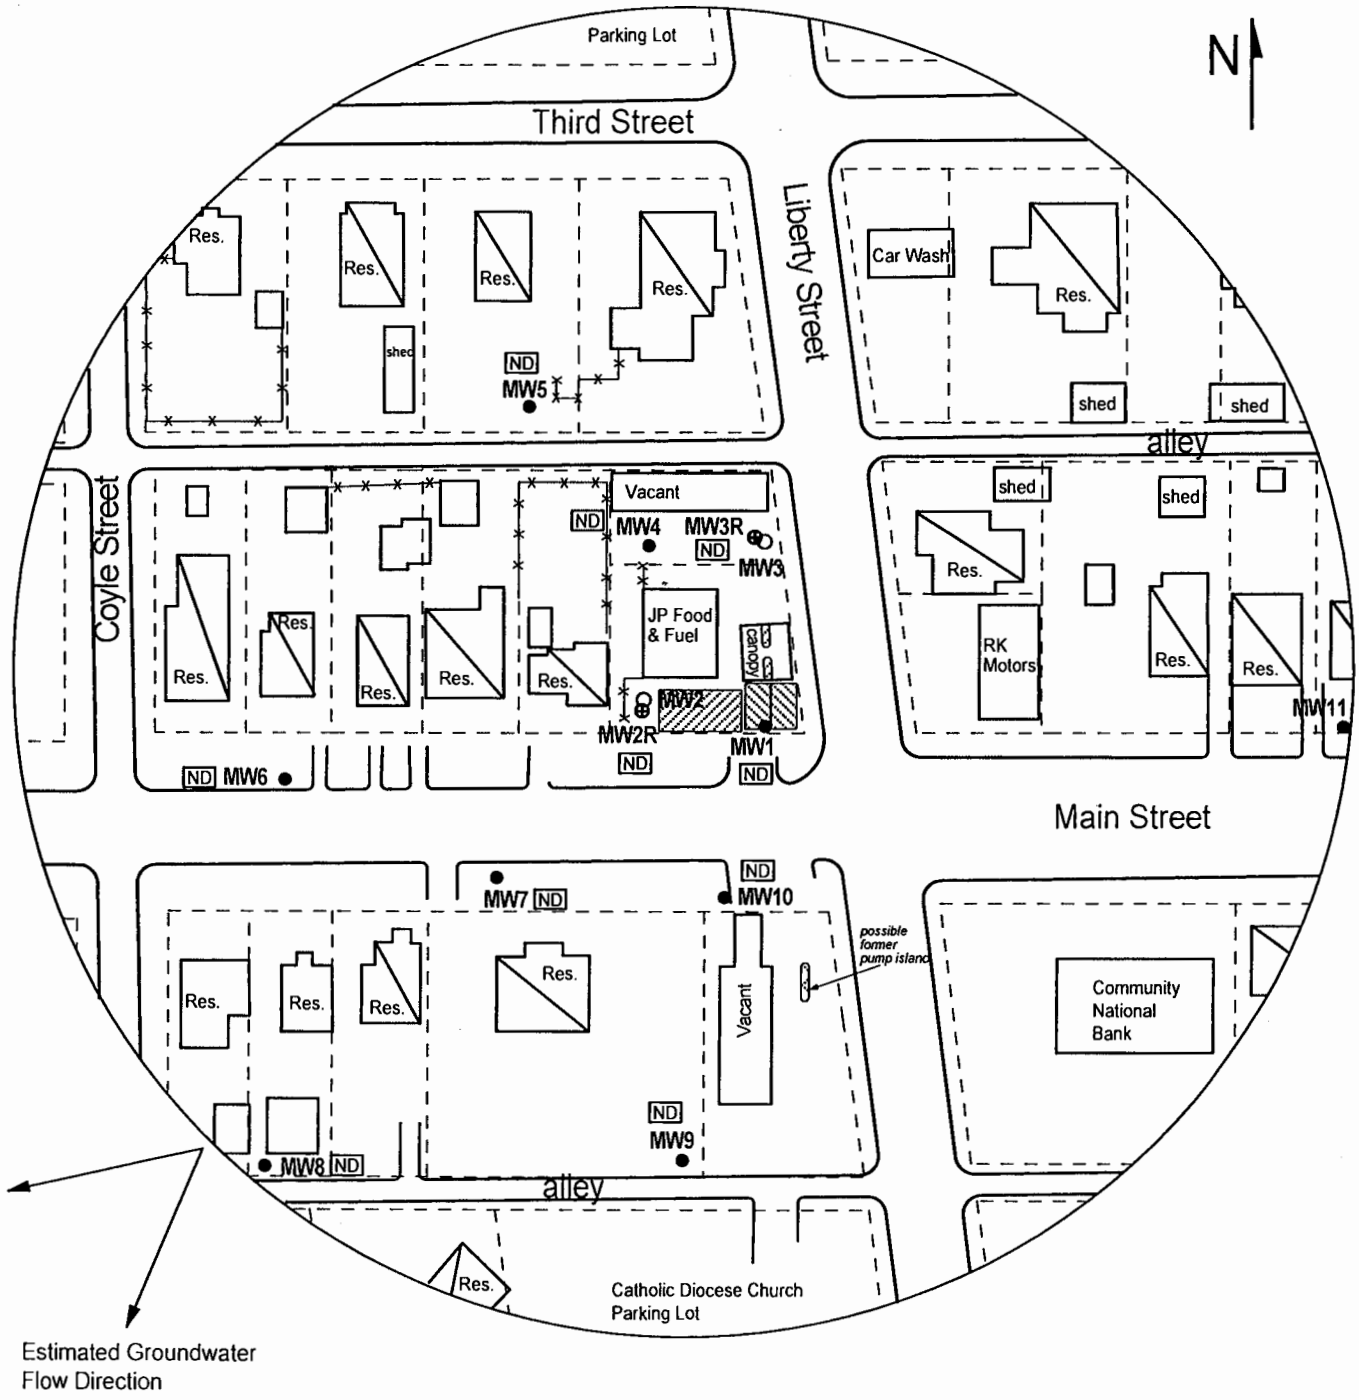 Parking Lot
N
Third Street
Liberty Street
Res.
Res.
Res.
Res.
Car Wash
Res.
shed
ND
MW5
shed
shed
alley
Coyle Street
Vacant
ND
MW4
MW3R
ND
MW3
shed
shed
Res.
JP Food
& Fuel
canopy
RK
Motors
Res.
Res.
Res.
Res.
Res.
Res.
Res.
MW2
MW2R
ND
MW1
ND
MW11
ND
MW6
Main Street
MW7
ND
ND
MW10
possible
former
pump island
Res.
Res.
Res.
Res.
Vacant
Community
National
Bank
ND
MW9
MW8
ND
alley
Res.
Catholic Diocese Church
Parking Lot
Estimated Groundwater
Flow Direction